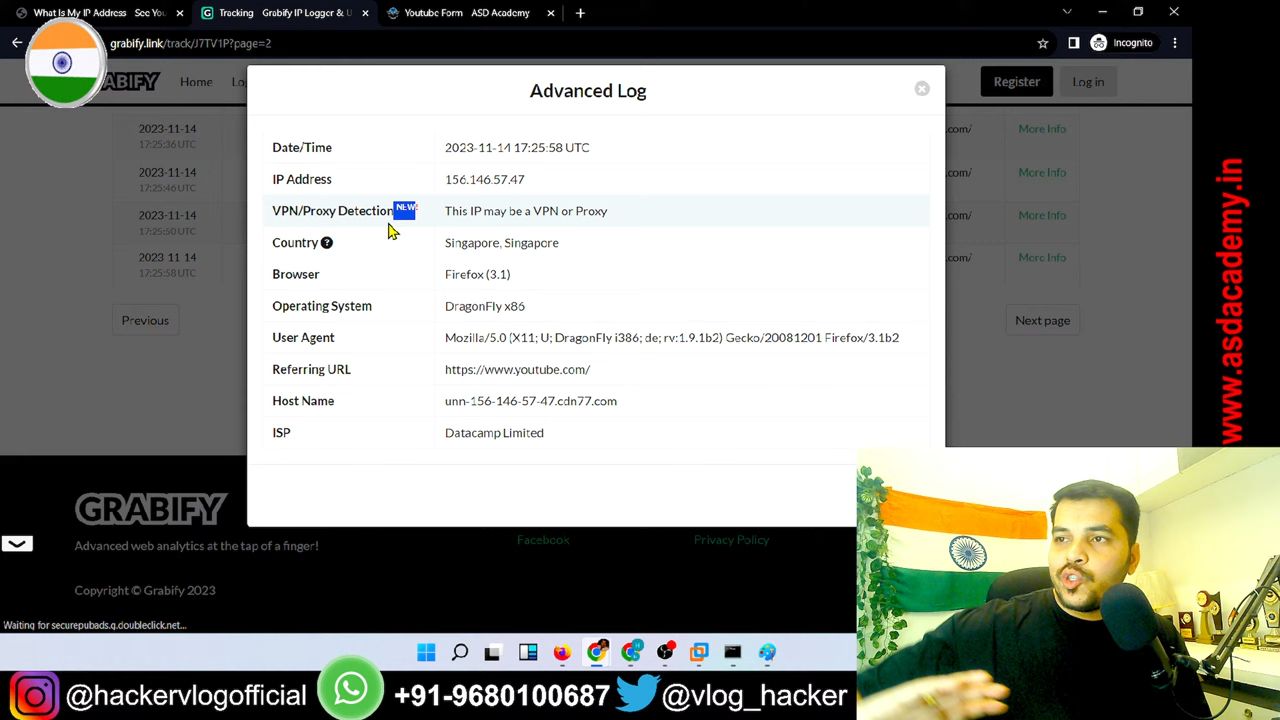 What Is My IP Address See You
Tracking Grabify IP Logger & U
Youtube Form ASD Academy
grabify.link/track/J7TV1P?page=2
Incognito
Home
Register
Log in
Advanced Log
Date/Time 2023-11-14 17:25:58 UTC
IP Address 156.146.57.47
VPN/Proxy Detection NEW! This IP may be a VPN or Proxy
Country Singapore, Singapore
Browser Firefox (3.1)
Operating System DragonFly x86
User Agent Mozilla/5.0 (X11; U; DragonFly i386; de; rv:1.9.1b2) Gecko/20081201 Firefox/3.1b2
Referring URL https://www.youtube.com/
Host Name unn-156-146-57-47.cdn77.com
ISP Datacamp Limited
2023-11-14
17:25:36 UTC
.com/ More Info
2023-11-14
17:25:46 UTC
More Info
2023-11-14
17:25:50 UTC
.com/ More Info
2023-11-14
17:25:58 UTC
.com/ More Info
Previous
Next page
GRABIFY
Advanced web analytics at the tap of a finger!
Facebook
Privacy Policy
Copyright © Grabify 2023
Waiting for securepubads.g.doubleclick.net...
www.asdacademy.in
@hackervlogofficial
+91-9680100687
@vlog_hacker